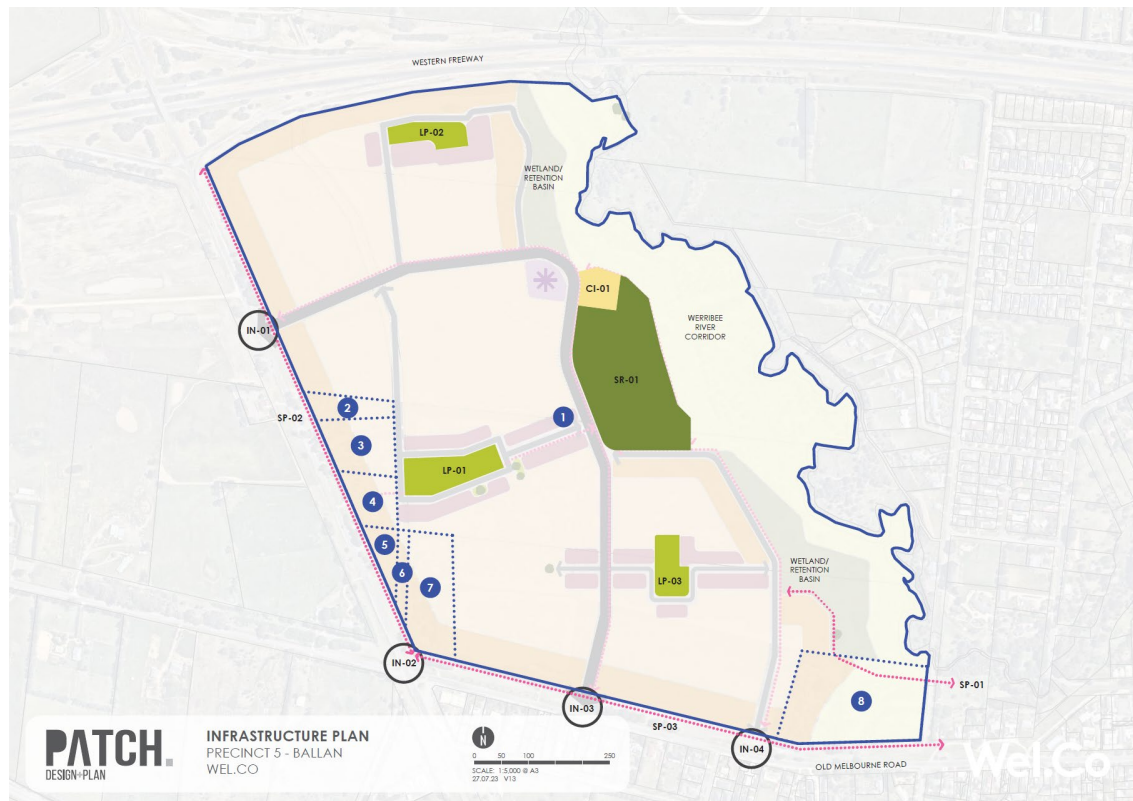 WESTERN FREEWAY
LP-02
WETLAND/
RETENTION
BASIN
CI-01
WERRIBEE
RIVER
CORRIDOR
IN-01
SR-01
2
SP-02
1
3
LP-01
4
5
6
7
LP-03
WETLAND/
RETENTION
BASIN
IN-02
SP-01
8
IN-03
SP-03
IN-04
OLD MELBOURNE ROAD
PATCH.
DESIGN+PLAN
INFRASTRUCTURE PLAN
PRECINCT 5 - BALLAN
WEL.CO
N
0 50 100 250
SCALE: 1:5,000 @ A3
27.07.23 V13
Wel.Co